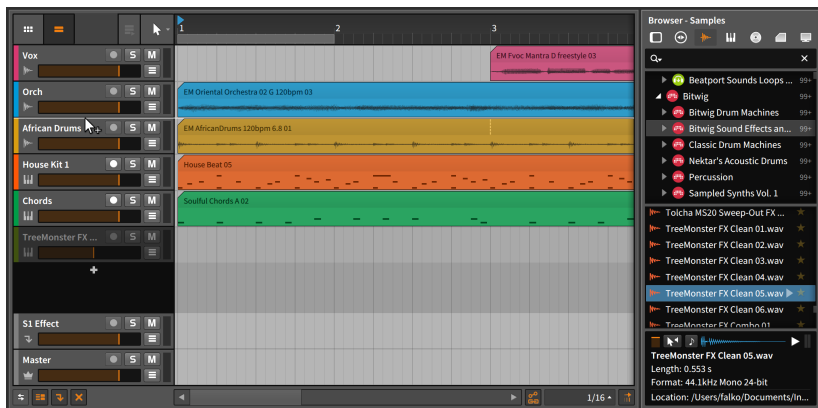 1
2
3
Vox
S
M
EM Fvoc Mantra D freestyle 03
Orch
S
M
EM Oriental Orchestra 02 G 120bpm 03
African Drums
S
M
EM AfricanDrums 120bpm 6.8 01
House Kit 1
S
M
House Beat 05
Chords
S
M
Soulful Chords A 02
TreeMonster FX ...
S
M
S1 Effect
S
M
Master
S
M
1/16
Browser - Samples
Beatport Sounds Loops ... 99+
Bitwig 99+
Bitwig Drum Machines 99+
Bitwig Sound Effects an... 99+
Classic Drum Machines 99+
Nektar's Acoustic Drums 99+
Percussion 99+
Sampled Synths Vol. 1 99+
Tolcha MS20 Sweep-Out FX ...
TreeMonster FX Clean 01.wav
TreeMonster FX Clean 02.wav
TreeMonster FX Clean 03.wav
TreeMonster FX Clean 04.wav
TreeMonster FX Clean 05.wav
TreeMonster FX Clean 06.wav
TreeMonster FX Combo 01
TreeMonster FX Clean 05.wav
Length: 0.553 s
Format: 44.1kHz Mono 24-bit
Location: /Users/falko/Documents/In...